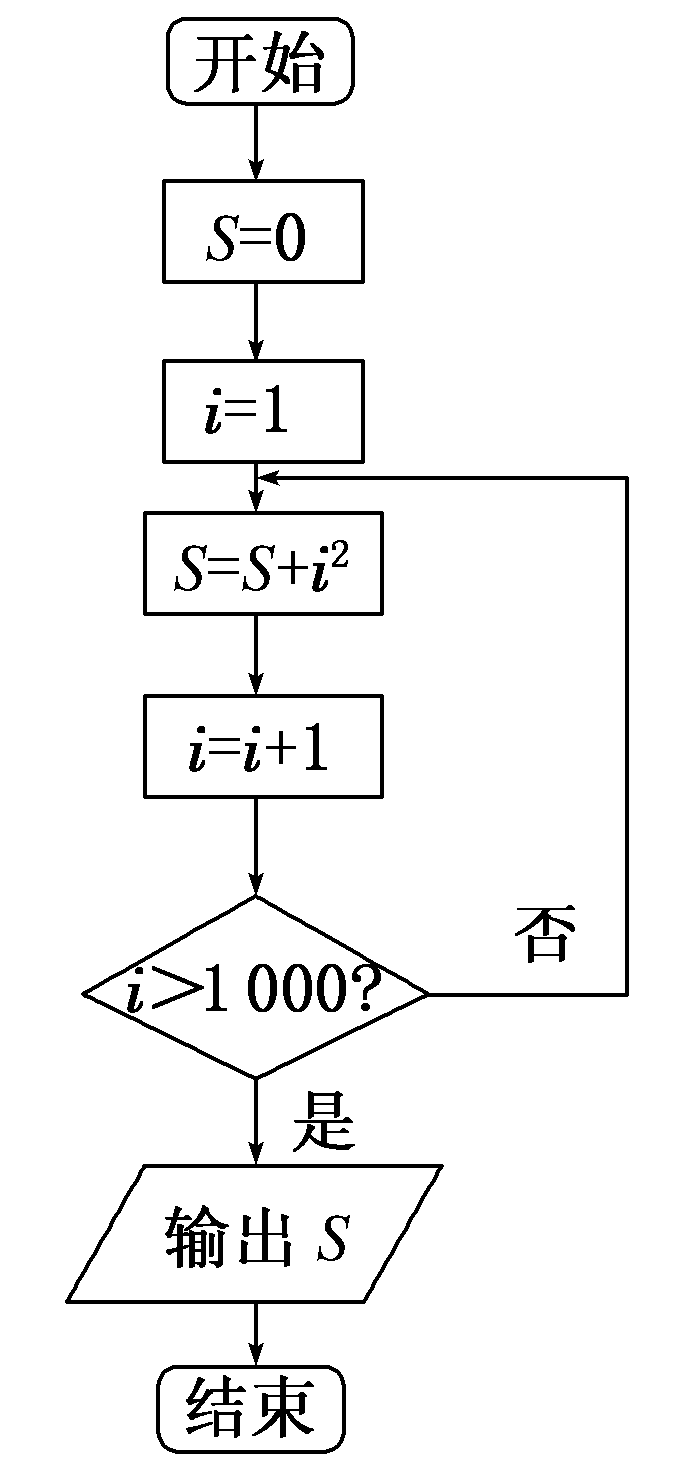 开始
S=0
i=1
S=S+i²
i=i+1
i>1 000?
否
是
输出 S
结束